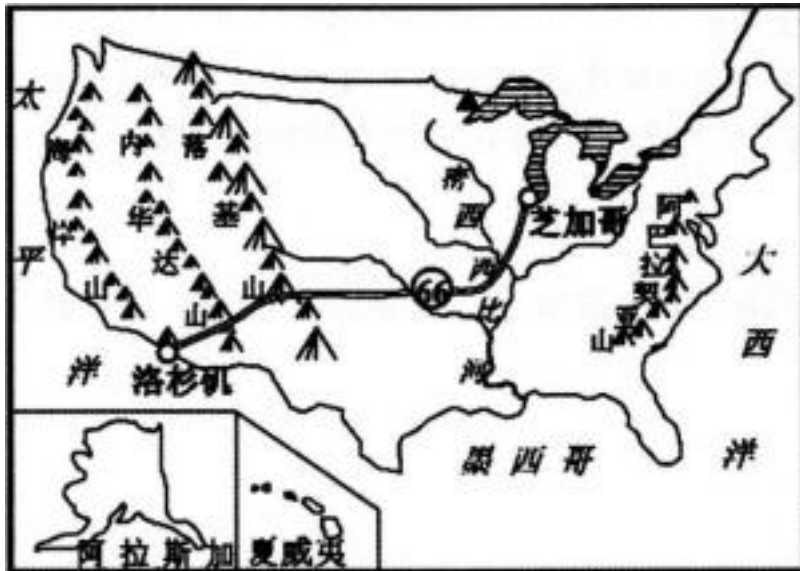 太平洋
海岸山
内华达山
落基山
密西西比河
芝加哥
66
洛杉矶
阿巴拉契亚山
大西洋
墨西哥
阿拉斯加
夏威夷